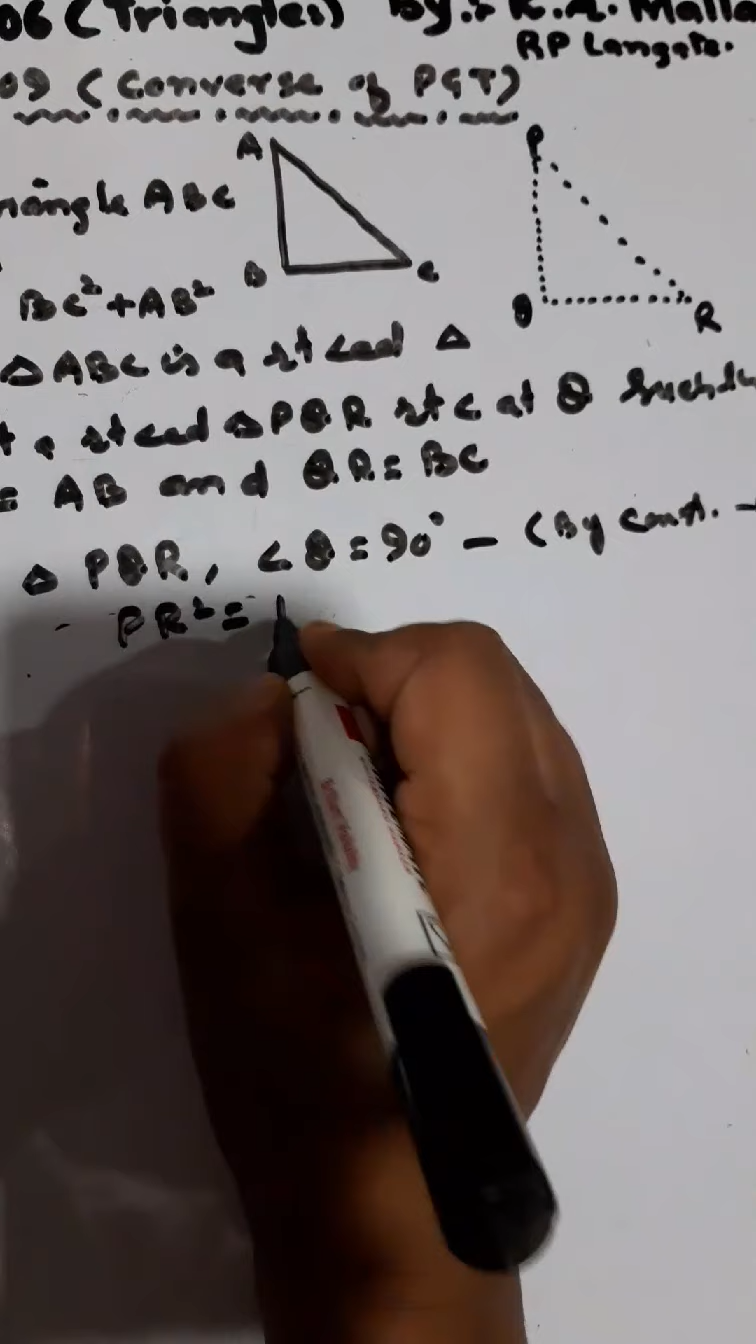 06 (Triangles) By:- K.A. Malla
RP Langate.
09 (Converse of PGT)
A
P
triangle ABC
B
C
BC²+AB²
Q
R
△ ABC is a rt ∠ed △
t a rt ∠ed △PQR rt ∠ at Q such
= AB and QR = BC
△ PQR, ∠Q = 90° - (By const.
PR² =